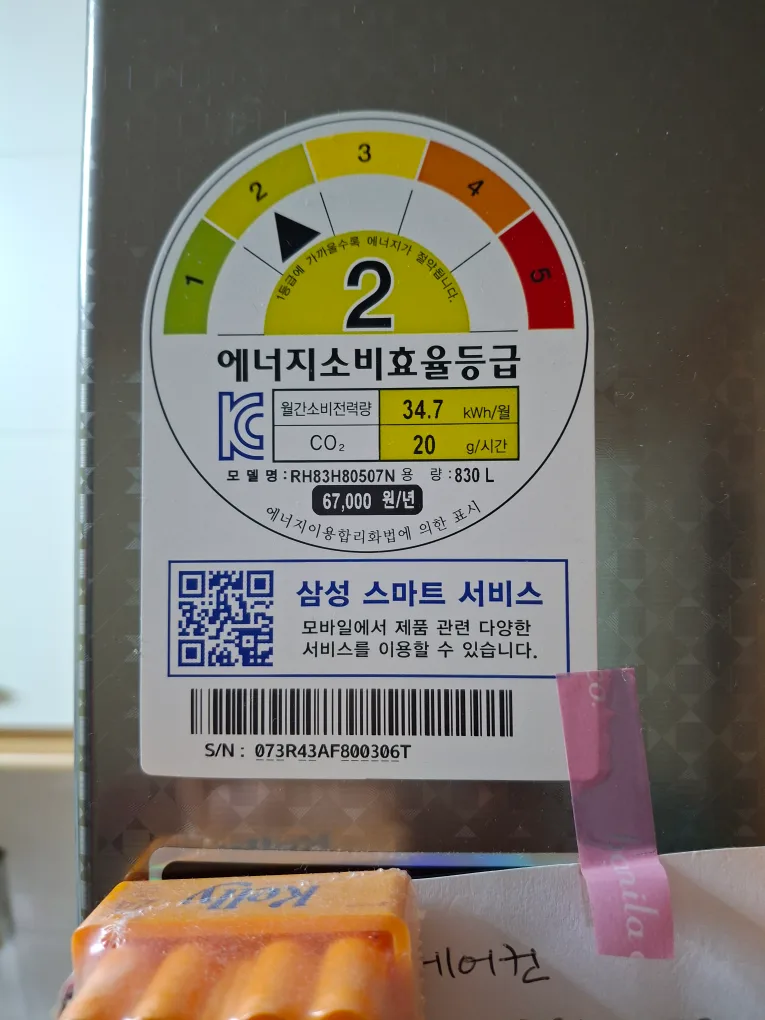 1 2 3 4 5
1등급에 가까울수록 에너지가 절약됩니다.
2
에너지소비효율등급
월간소비전력량 34.7 kWh/월
CO₂ 20 g/시간
모 델 명 : RH83H80507N 용 량 : 830 L
67,000 원/년
에너지이용합리화법에 의한 표시
삼성 스마트 서비스
모바일에서 제품 관련 다양한
서비스를 이용할 수 있습니다.
S/N : 073R43AF800306T
co.
Vanila
Kelly
에어컨